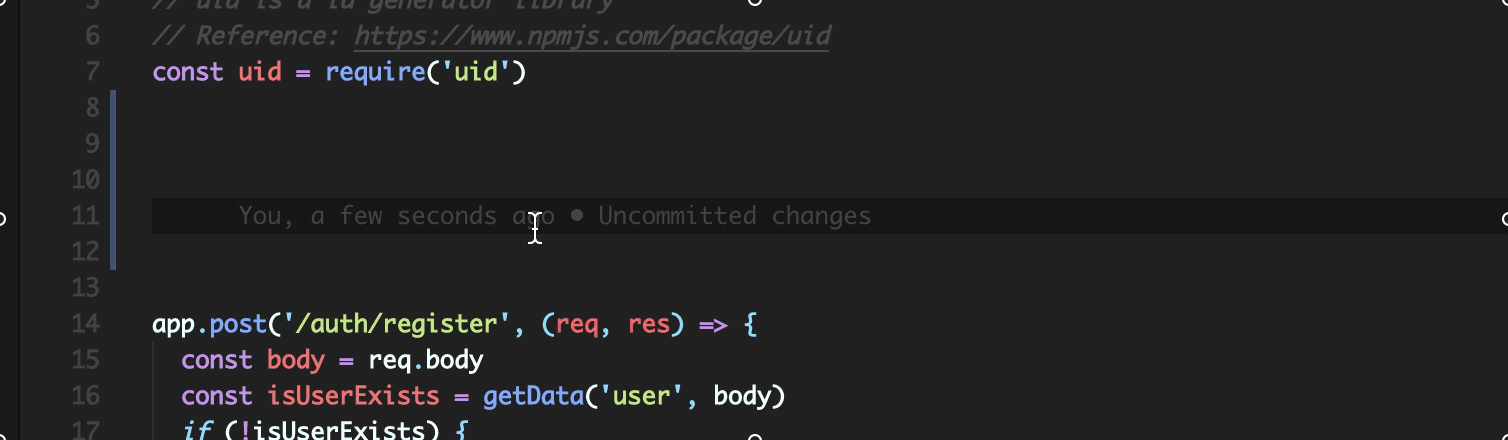 5 // uid is a id generator library
6 // Reference: https://www.npmjs.com/package/uid
7 const uid = require('uid')
8
9
10
11 You, a few seconds ago • Uncommitted changes
12
13
14 app.post('/auth/register', (req, res) => {
15 const body = req.body
16 const isUserExists = getData('user', body)
17 if (!isUserExists) {